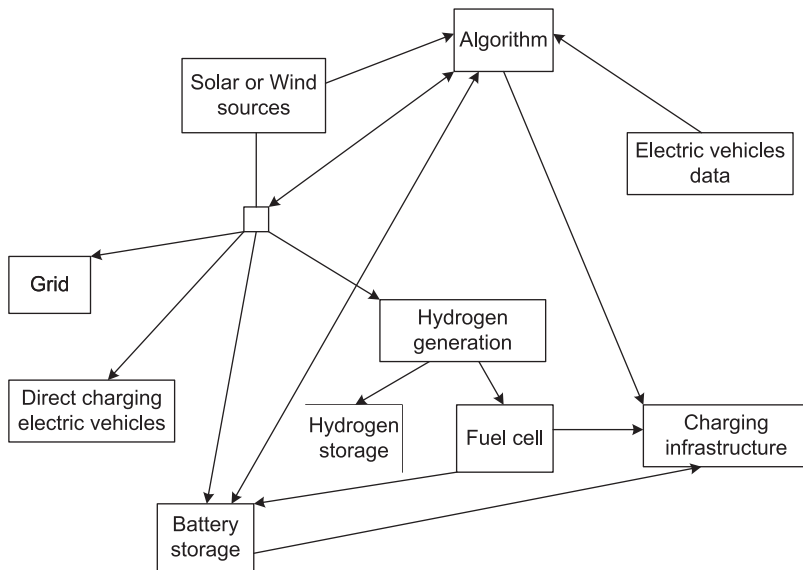 Algorithm
Solar or Wind
sources
Electric vehicles
data
Grid
Hydrogen
generation
Direct charging
electric vehicles
Hydrogen
storage
Fuel cell
Charging
infrastructure
Battery
storage